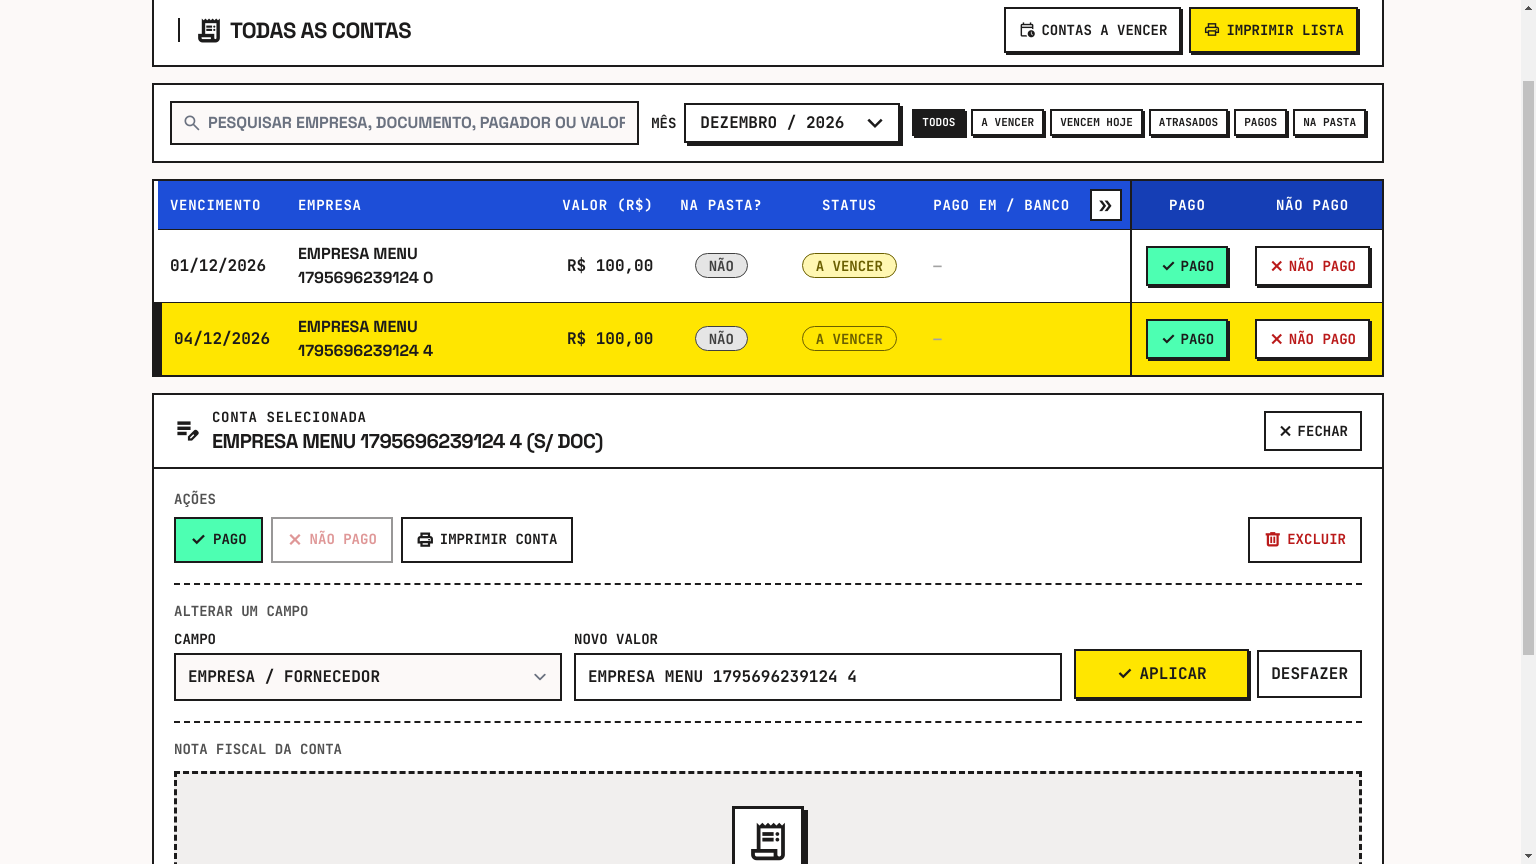 TODAS AS CONTAS
CONTAS A VENCER
IMPRIMIR LISTA
PESQUISAR EMPRESA, DOCUMENTO, PAGADOR OU VALOR
MÊS
DEZEMBRO / 2026
TODOS
A VENCER
VENCEM HOJE
ATRASADOS
PAGOS
NA PASTA
VENCIMENTO EMPRESA VALOR (R$) NA PASTA? STATUS PAGO EM / BANCO » PAGO NÃO PAGO
01/12/2026 EMPRESA MENU
1795696239124 0 R$ 100,00 NÃO A VENCER – PAGO NÃO PAGO
04/12/2026 EMPRESA MENU
1795696239124 4 R$ 100,00 NÃO A VENCER – PAGO NÃO PAGO
CONTA SELECIONADA
EMPRESA MENU 1795696239124 4 (S/ DOC)
FECHAR
AÇÕES
PAGO
NÃO PAGO
IMPRIMIR CONTA
EXCLUIR
ALTERAR UM CAMPO
CAMPO
EMPRESA / FORNECEDOR
NOVO VALOR
EMPRESA MENU 1795696239124 4
APLICAR
DESFAZER
NOTA FISCAL DA CONTA